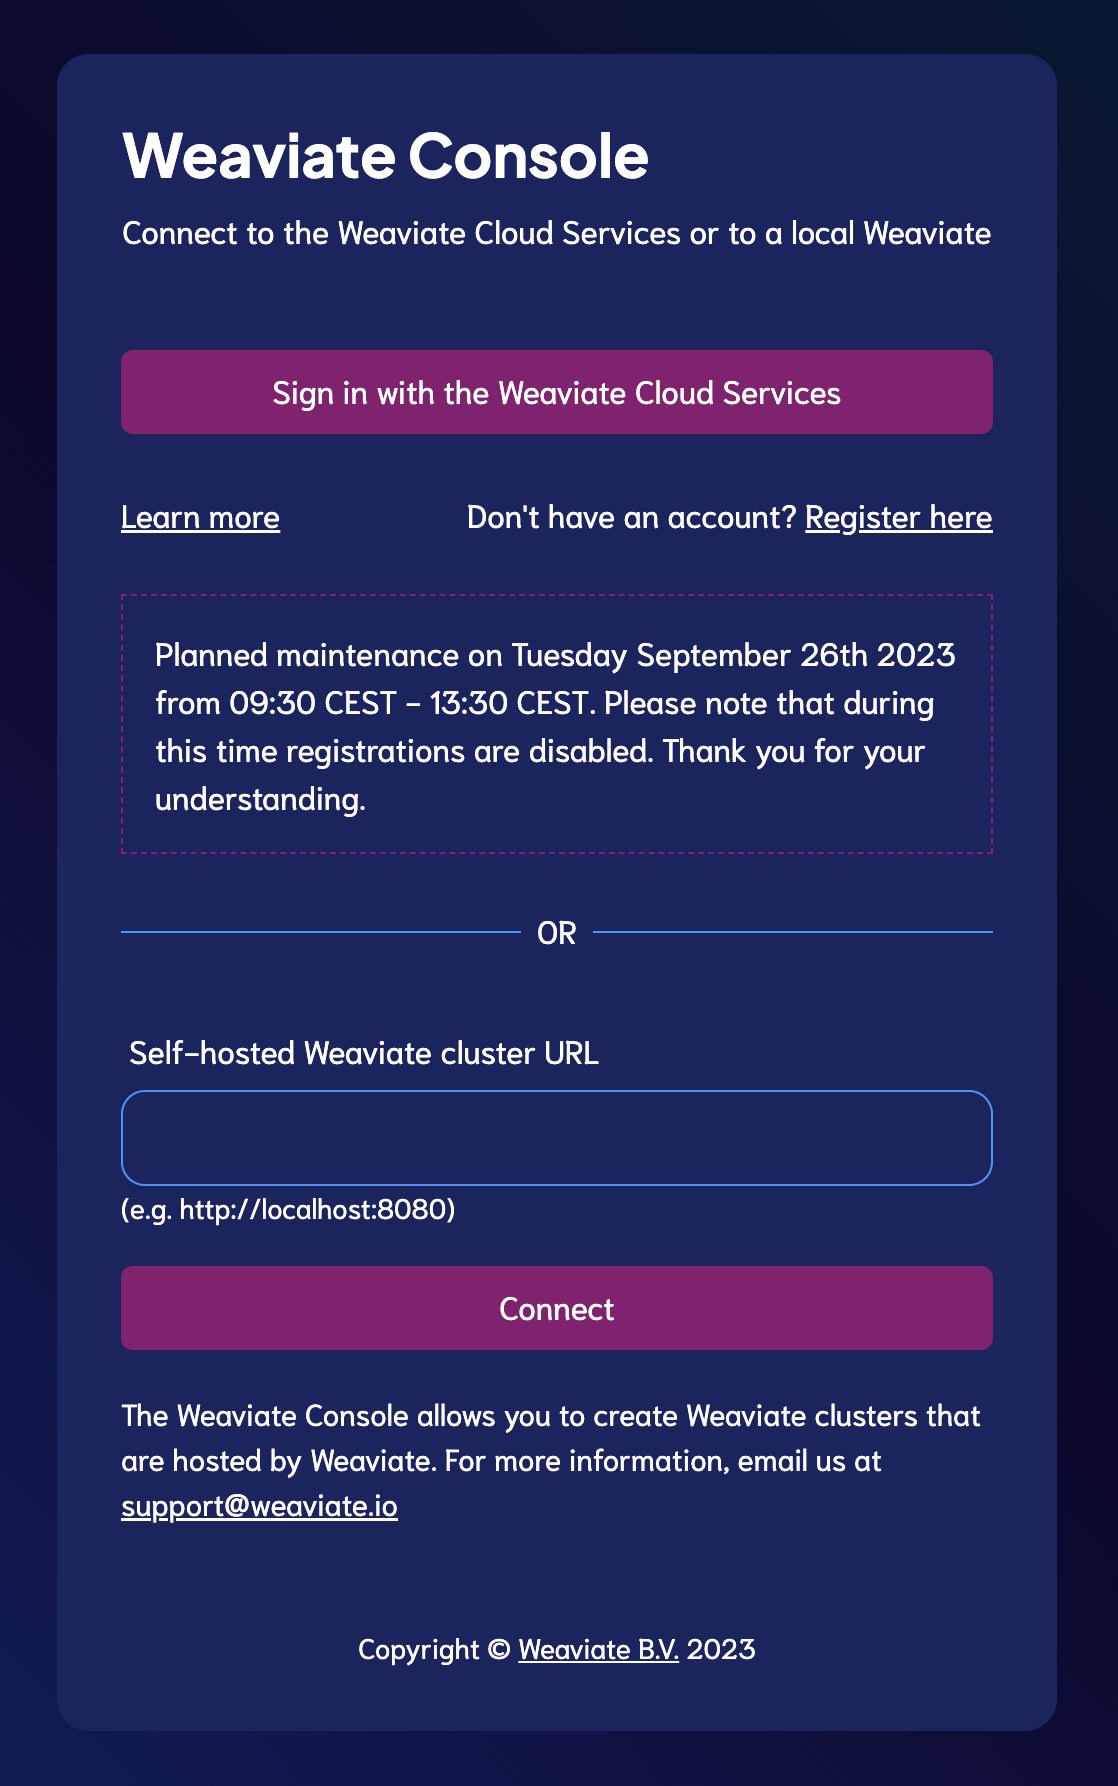 Weaviate Console
Connect to the Weaviate Cloud Services or to a local Weaviate
Sign in with the Weaviate Cloud Services
Learn more
Don't have an account? Register here
Planned maintenance on Tuesday September 26th 2023
from 09:30 CEST - 13:30 CEST. Please note that during
this time registrations are disabled. Thank you for your
understanding.
OR
Self-hosted Weaviate cluster URL
(e.g. http://localhost:8080)
Connect
The Weaviate Console allows you to create Weaviate clusters that
are hosted by Weaviate. For more information, email us at
support@weaviate.io
Copyright © Weaviate B.V. 2023